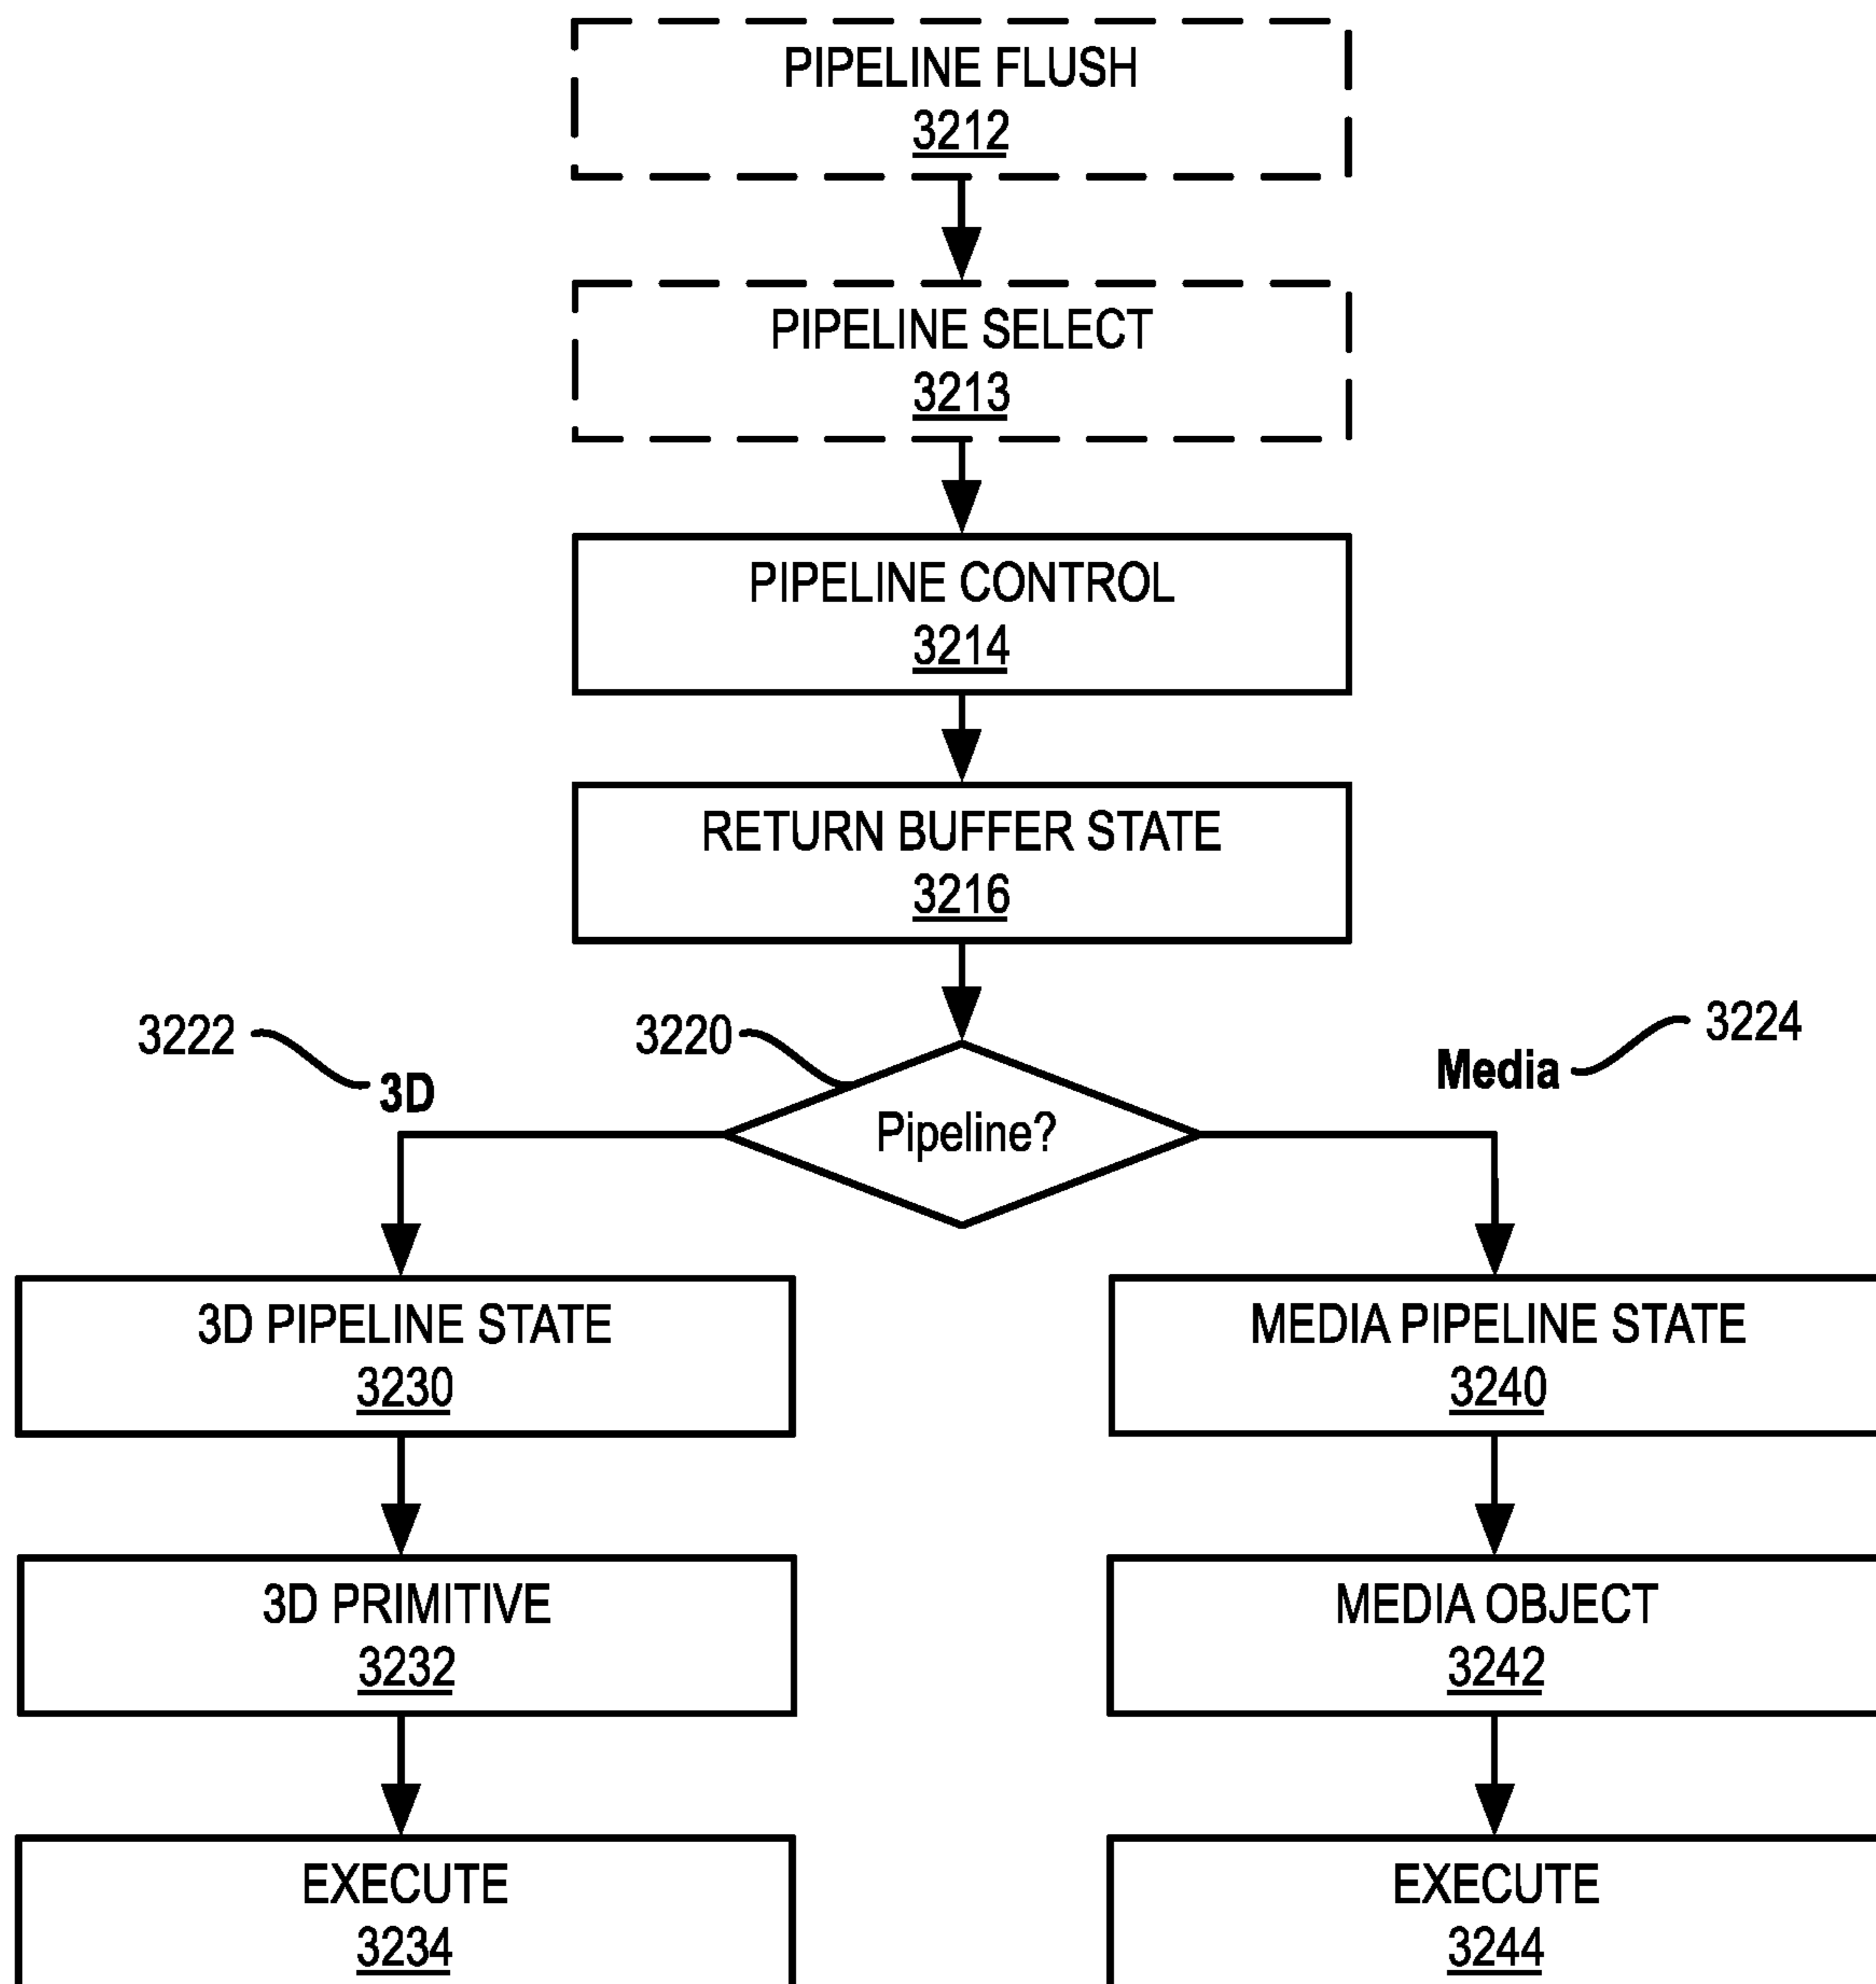 PIPELINE FLUSH
3212
PIPELINE SELECT
3213
PIPELINE CONTROL
3214
RETURN BUFFER STATE
3216
3222
3220
3224
3D
Media
Pipeline?
3D PIPELINE STATE
3230
MEDIA PIPELINE STATE
3240
3D PRIMITIVE
3232
MEDIA OBJECT
3242
EXECUTE
3234
EXECUTE
3244